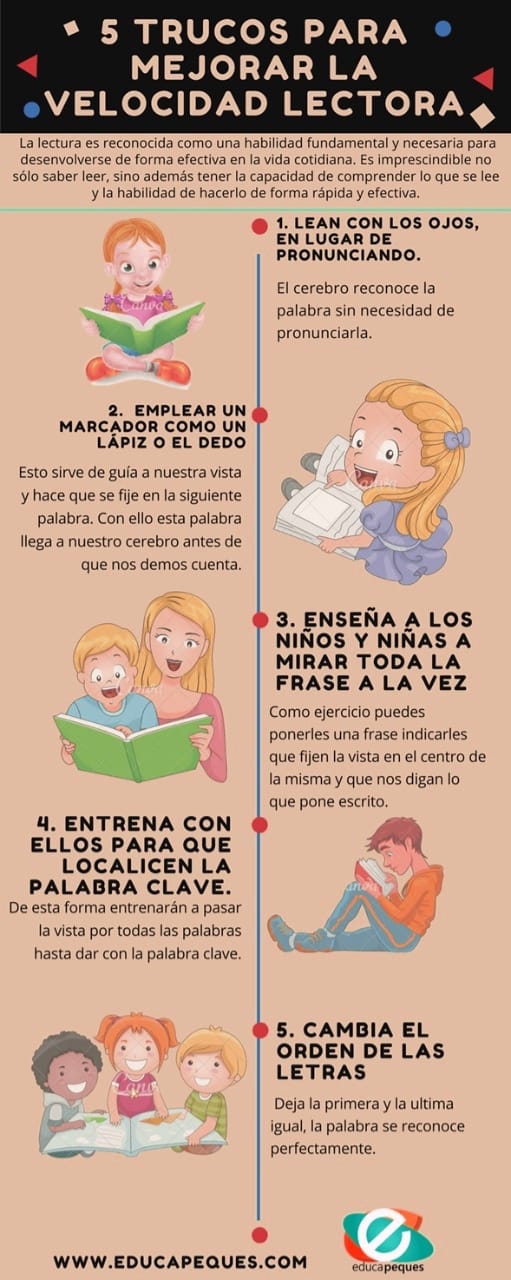 5 TRUCOS PARA
MEJORAR LA
VELOCIDAD LECTORA
La lectura es reconocida como una habilidad fundamental y necesaria para
desenvolverse de forma efectiva en la vida cotidiana. Es imprescindible no
sólo saber leer, sino además tener la capacidad de comprender lo que se lee
y la habilidad de hacerlo de forma rápida y efectiva.
1. LEAN CON LOS OJOS,
EN LUGAR DE
PRONUNCIANDO.
El cerebro reconoce la
palabra sin necesidad de
pronunciarla.
Canva
2. EMPLEAR UN
MARCADOR COMO UN
LÁPIZ O EL DEDO
Esto sirve de guía a nuestra vista
y hace que se fije en la siguiente
palabra. Con ello esta palabra
llega a nuestro cerebro antes de
que nos demos cuenta.
Canva
3. ENSEÑA A LOS
NIÑOS Y NIÑAS A
MIRAR TODA LA
FRASE A LA VEZ
Como ejercicio puedes
ponerles una frase indicarles
que fijen la vista en el centro de
la misma y que nos digan lo
que pone escrito.
Canva
4. ENTRENA CON
ELLOS PARA QUE
LOCALICEN LA
PALABRA CLAVE.
De esta forma entrenarán a pasar
la vista por todas las palabras
hasta dar con la palabra clave.
Canva
5. CAMBIA EL
ORDEN DE LAS
LETRAS
Deja la primera y la ultima
igual, la palabra se reconoce
perfectamente.
Canva
WWW.EDUCAPEQUES.COM
e
educapeques